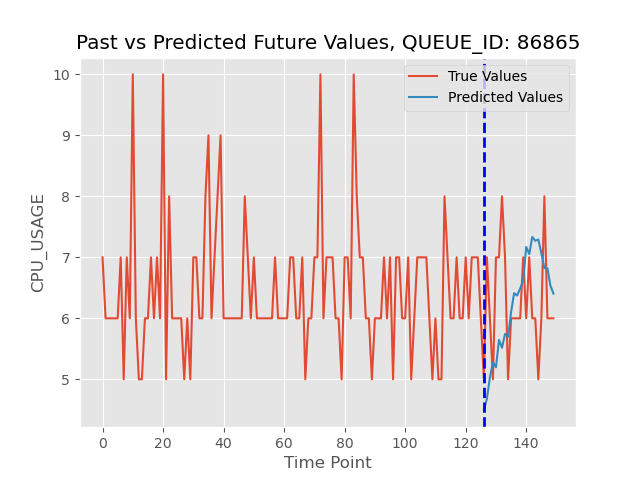 Past vs Predicted Future Values, QUEUE_ID: 86865
True Values
Predicted Values
CPU_USAGE
10
9
8
7
6
5
0 20 40 60 80 100 120 140
Time Point